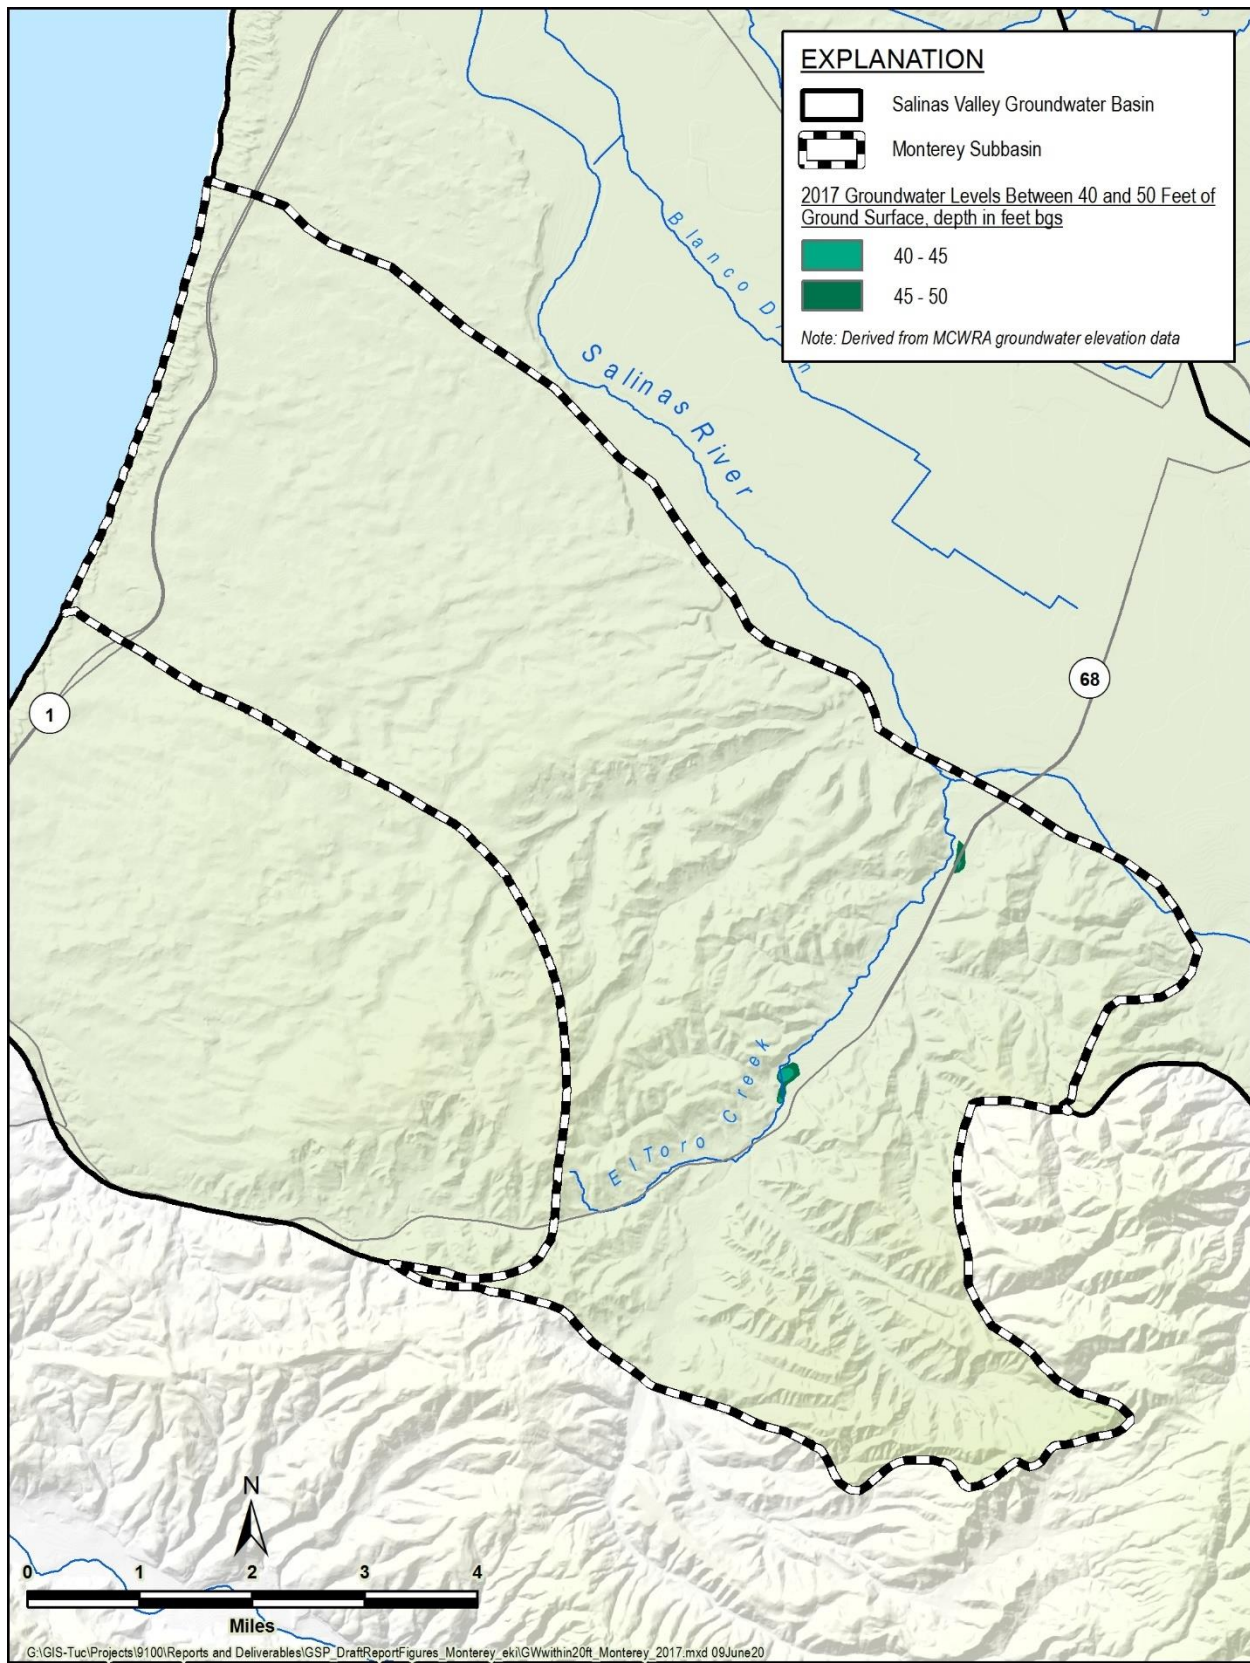 EXPLANATION
Salinas Valley Groundwater Basin
Monterey Subbasin
2017 Groundwater Levels Between 40 and 50 Feet of
Ground Surface, depth in feet bgs
40 - 45
45 - 50
Note: Derived from MCWRA groundwater elevation data
Blanco D n
Salinas River
68
1
El Toro Creek
N
0 1 2 3 4
Miles
G:\GIS-Tuc\Projects\9100\Reports and Deliverables\GSP_DraftReportFigures_Monterey_eki\GWwithin20ft_Monterey_2017.mxd 09June20